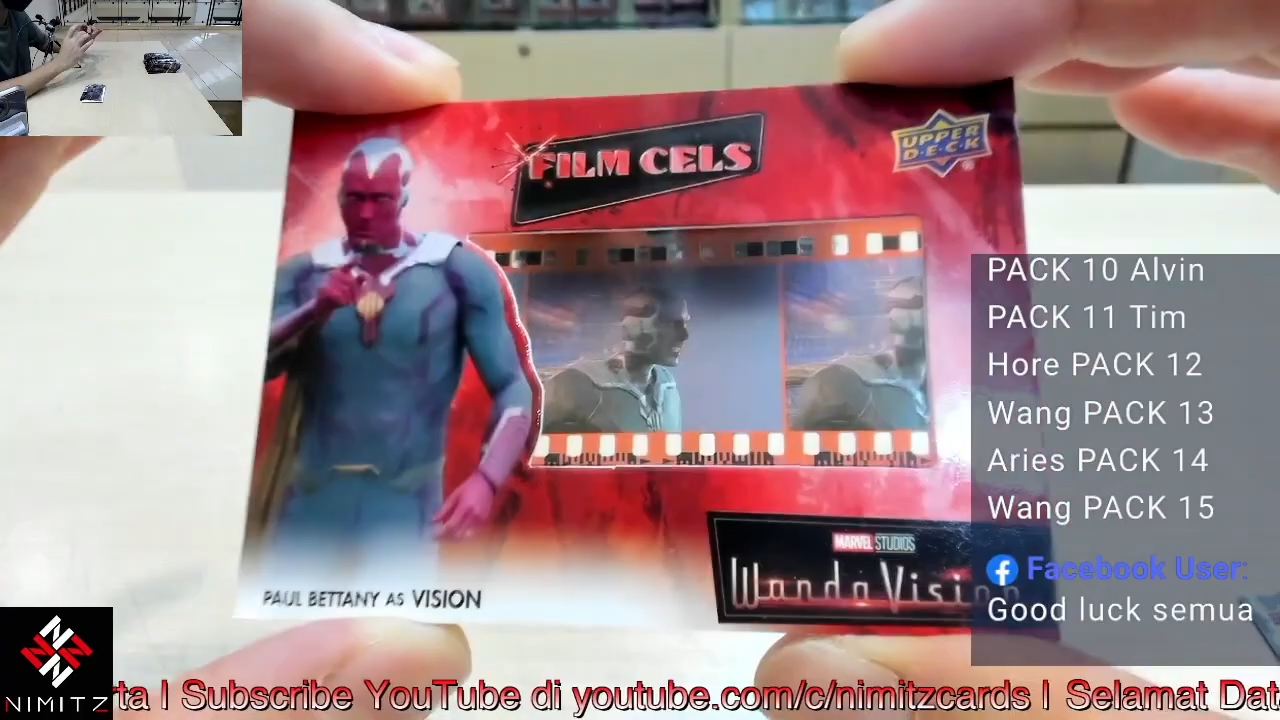 FILM CELS
UPPER
D·E·C·K
PAUL BETTANY AS VISION
MARVEL STUDIOS
WandaVision
PACK 10 Alvin
PACK 11 Tim
Hore PACK 12
Wang PACK 13
Aries PACK 14
Wang PACK 15
Facebook User:
Good luck semua
NIMITZ
rta | Subscribe YouTube di youtube.com/c/nimitzcards | Selamat Dat